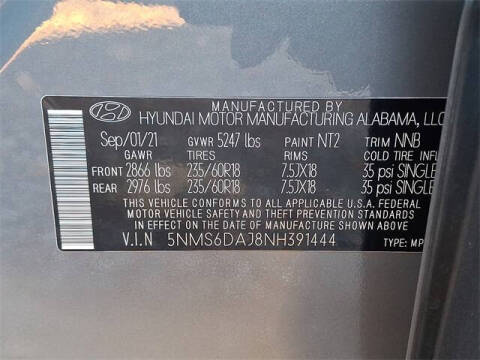 MANUFACTURED BY
HYUNDAI MOTOR MANUFACTURING ALABAMA, LLC
Sep/01/21 GVWR 5247 lbs PAINT NT2 TRIM NNB
GAWR TIRES RIMS COLD TIRE INFL
FRONT 2866 lbs 235/60R18 7.5JX18 35 psi SINGLE
REAR 2976 lbs 235/60R18 7.5JX18 35 psi SINGLE
THIS VEHICLE CONFORMS TO ALL APPLICABLE U.S.A. FEDERAL
MOTOR VEHICLE SAFETY AND THEFT PREVENTION STANDARDS
IN EFFECT ON THE DATE OF MANUFACTURE SHOWN ABOVE.
V.I.N 5NMS6DAJ8NH391444 TYPE: MP